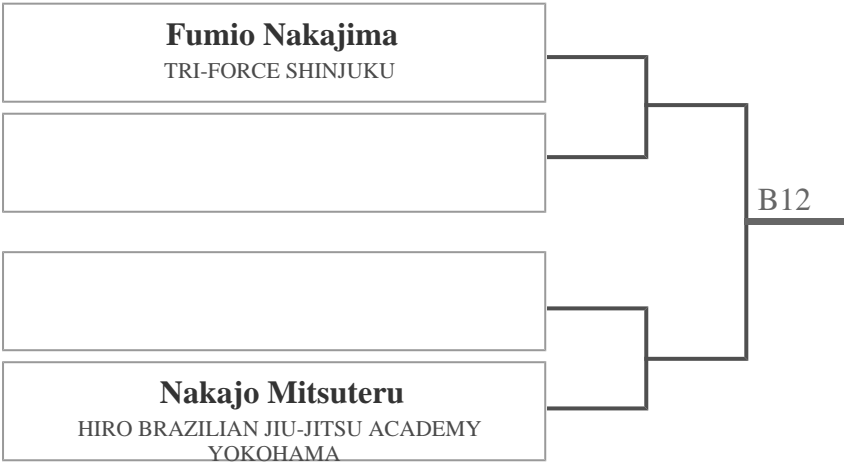 Fumio Nakajima
TRI-FORCE SHINJUKU
B12
Nakajo Mitsuteru
HIRO BRAZILIAN JIU-JITSU ACADEMY
YOKOHAMA